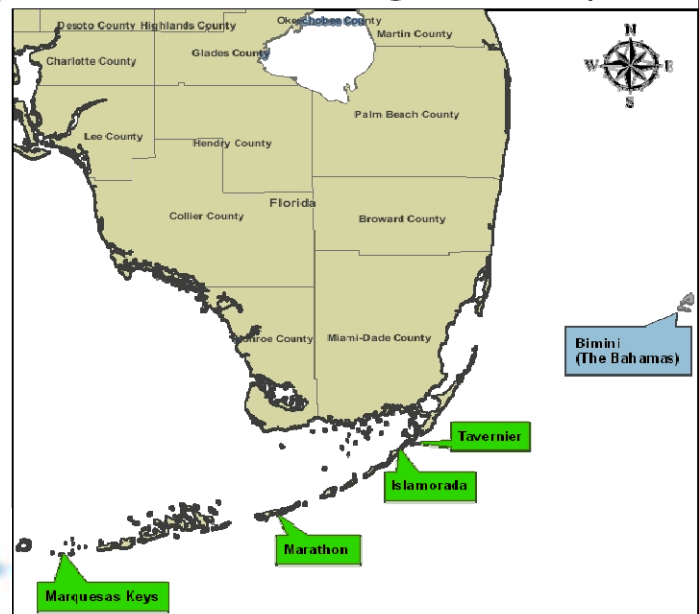 Desoto County Highlands County
Okeechobee County
Martin County
Charlotte County
Glades County
Palm Beach County
Lee County
Hendry County
Florida
Collier County
Broward County
Monroe County
Miami-Dade County
N
W E
S
Bimini
(The Bahamas)
Tavernier
Islamorada
Marathon
Marquesas Keys